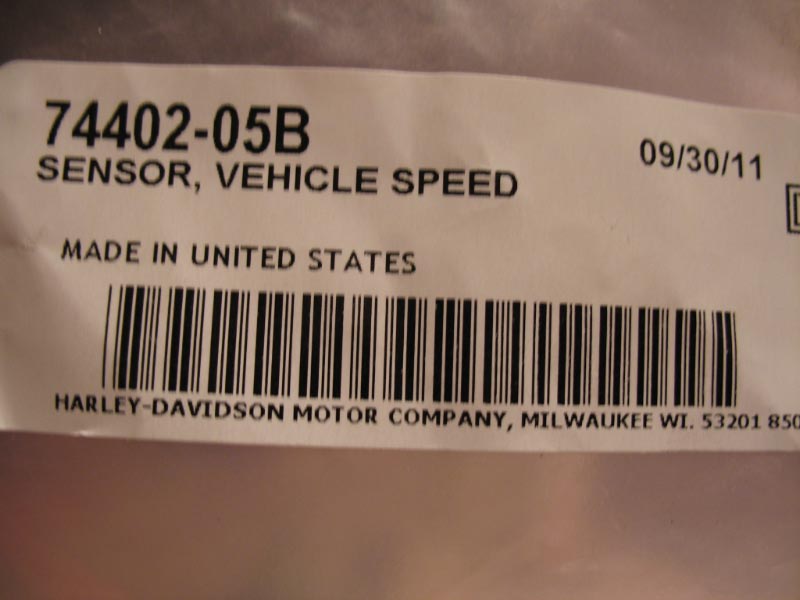 74402-05B
SENSOR, VEHICLE SPEED
09/30/11
MADE IN UNITED STATES
HARLEY-DAVIDSON MOTOR COMPANY, MILWAUKEE WI. 53201 850